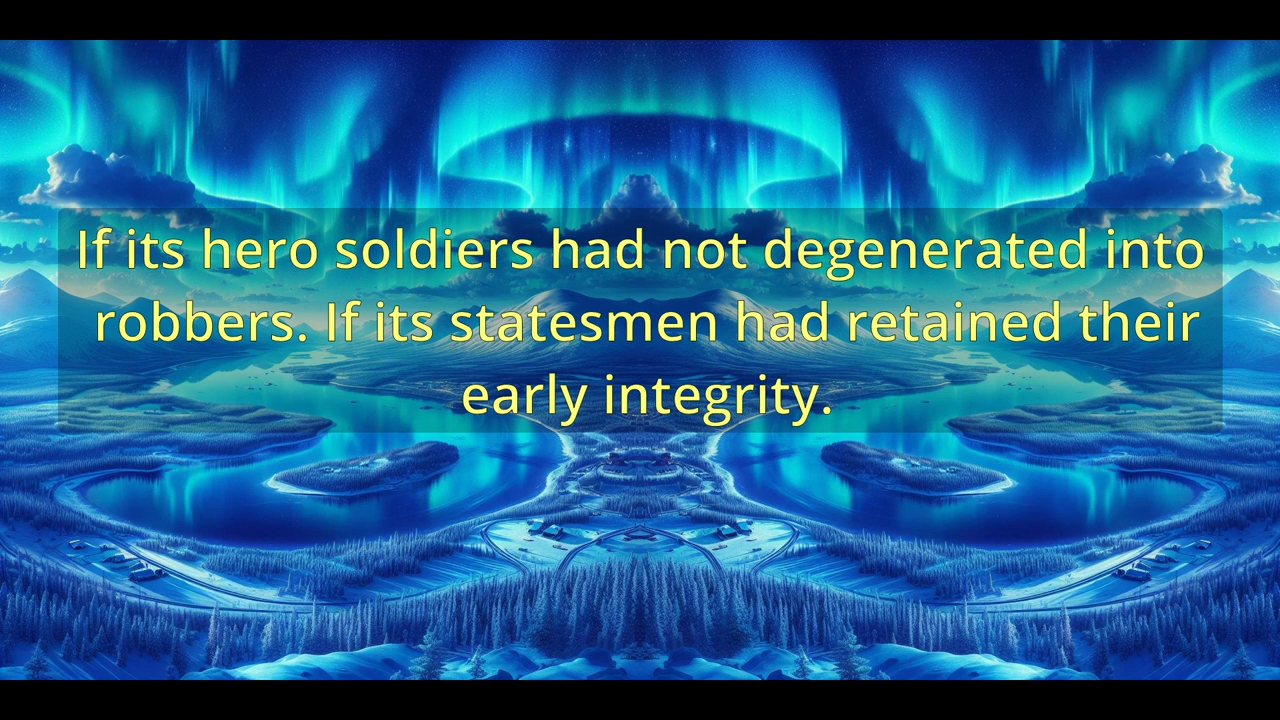 If its hero soldiers had not degenerated into
robbers. If its statesmen had retained their
early integrity.